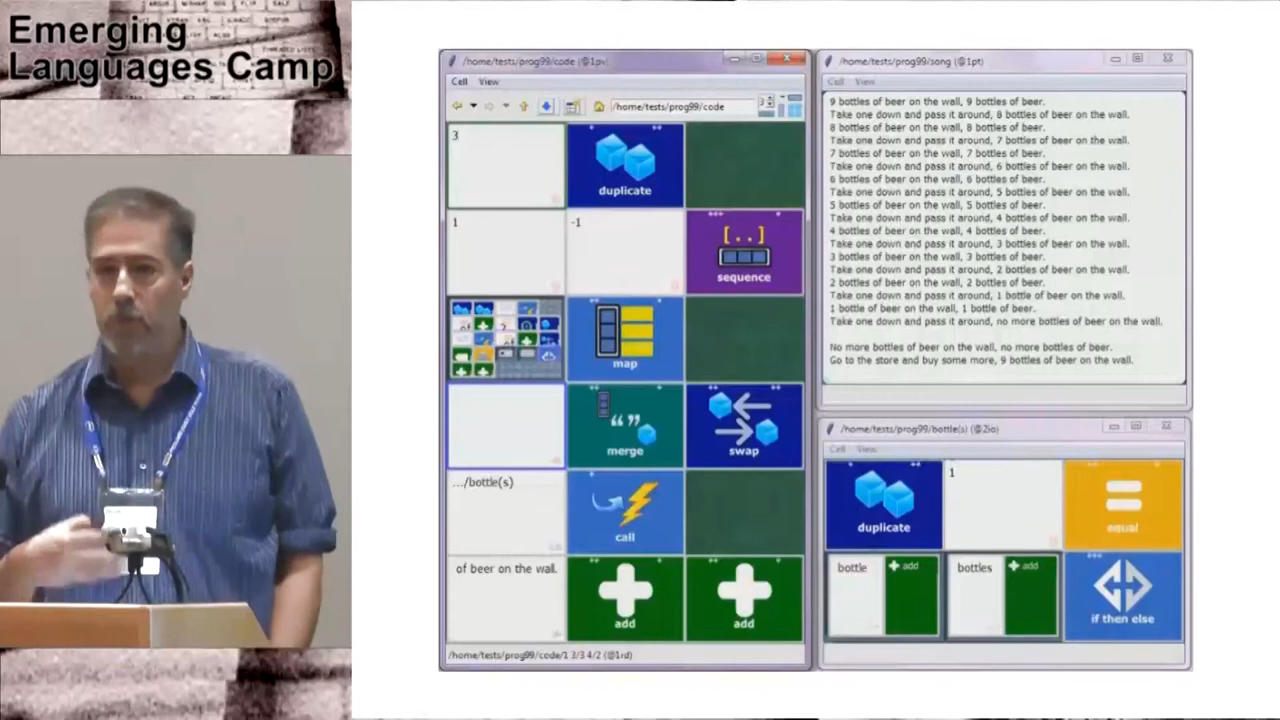 Emerging
Languages Camp
/home/tests/prog99/code (@1pv)
Cell View
/home/tests/prog99/code
3
3
duplicate
1
-1
[..]
sequence
map
“”
merge
swap
.../bottle(s)
call
of beer on the wall.
add
add
/home/tests/prog99/code/1 3/3 4/2 (@1rd)
/home/tests/prog99/song (@1pt)
Cell View
9 bottles of beer on the wall, 9 bottles of beer.
Take one down and pass it around, 8 bottles of beer on the wall.
8 bottles of beer on the wall, 8 bottles of beer.
Take one down and pass it around, 7 bottles of beer on the wall.
7 bottles of beer on the wall, 7 bottles of beer.
Take one down and pass it around, 6 bottles of beer on the wall.
6 bottles of beer on the wall, 6 bottles of beer.
Take one down and pass it around, 5 bottles of beer on the wall.
5 bottles of beer on the wall, 5 bottles of beer.
Take one down and pass it around, 4 bottles of beer on the wall.
4 bottles of beer on the wall, 4 bottles of beer.
Take one down and pass it around, 3 bottles of beer on the wall.
3 bottles of beer on the wall, 3 bottles of beer.
Take one down and pass it around, 2 bottles of beer on the wall.
2 bottles of beer on the wall, 2 bottles of beer.
Take one down and pass it around, 1 bottle of beer on the wall.
1 bottle of beer on the wall, 1 bottle of beer.
Take one down and pass it around, no more bottles of beer on the wall.
No more bottles of beer on the wall, no more bottles of beer.
Go to the store and buy some more, 9 bottles of beer on the wall.
/home/tests/prog99/bottle(s) (@2io)
Cell View
duplicate
1
equal
bottle
add
bottles
add
if then else